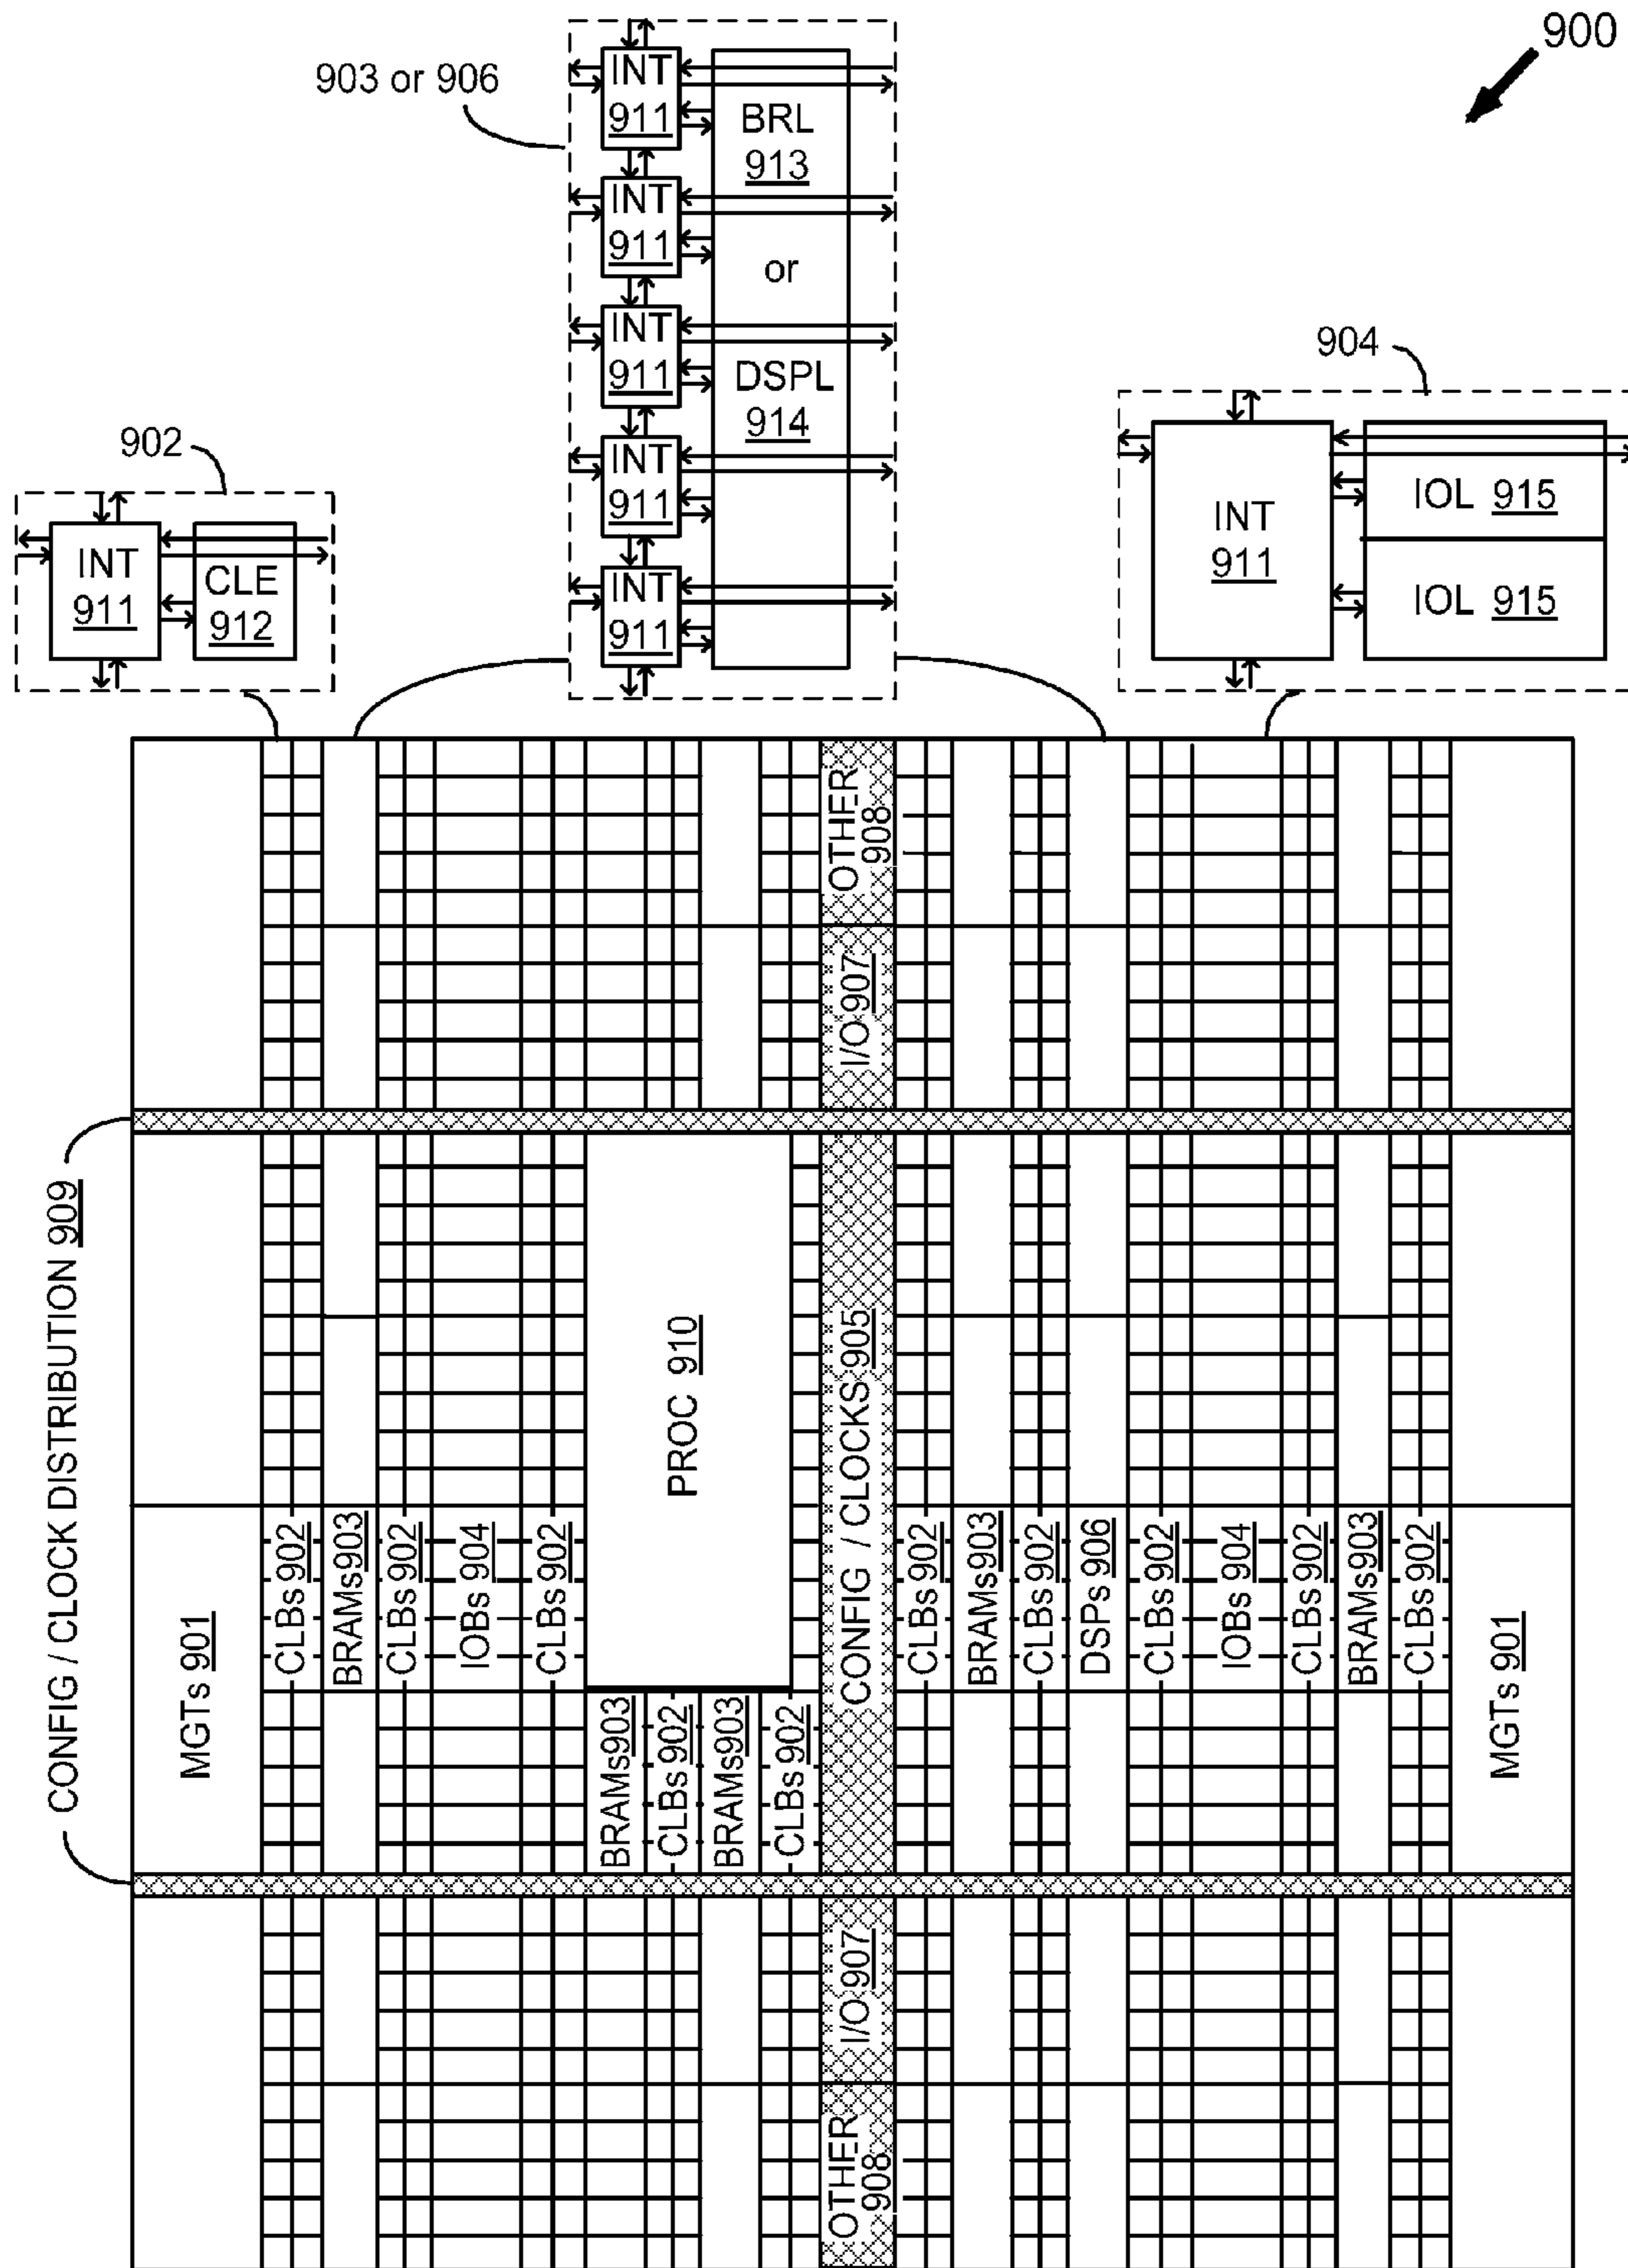 900
903 or 906
INT
911
INT
911
INT
911
INT
911
INT
911
BRL
913
or
DSPL
914
904
INT
911
IOL 915
IOL 915
902
INT
911
CLE
912
CONFIG / CLOCK DISTRIBUTION 909
OTHER
908
I/O 907
PROC 910
CONFIG / CLOCKS 905
MGTs 901
CLBs 902
BRAMs 903
CLBs 902
IOBs 904
CLBs 902
BRAMs 903
CLBs 902
BRAMs 903
CLBs 902
CLBs 902
BRAMs 903
CLBs 902
DSPs 906
CLBs 902
IOBs 904
CLBs 902
BRAMs 903
CLBs 902
MGTs 901
I/O 907
OTHER
908